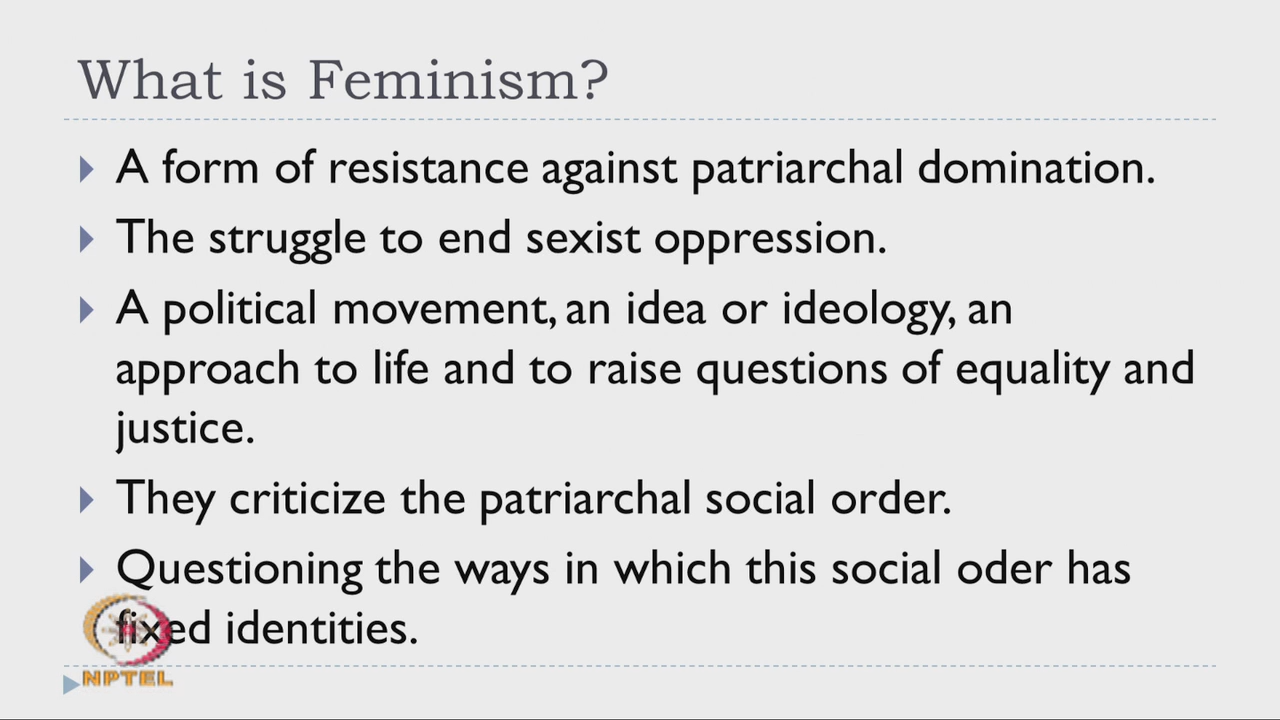 What is Feminism?
A form of resistance against patriarchal domination.
The struggle to end sexist oppression.
A political movement, an idea or ideology, an
approach to life and to raise questions of equality and
justice.
They criticize the patriarchal social order.
Questioning the ways in which this social oder has
fixed identities.
NPTEL